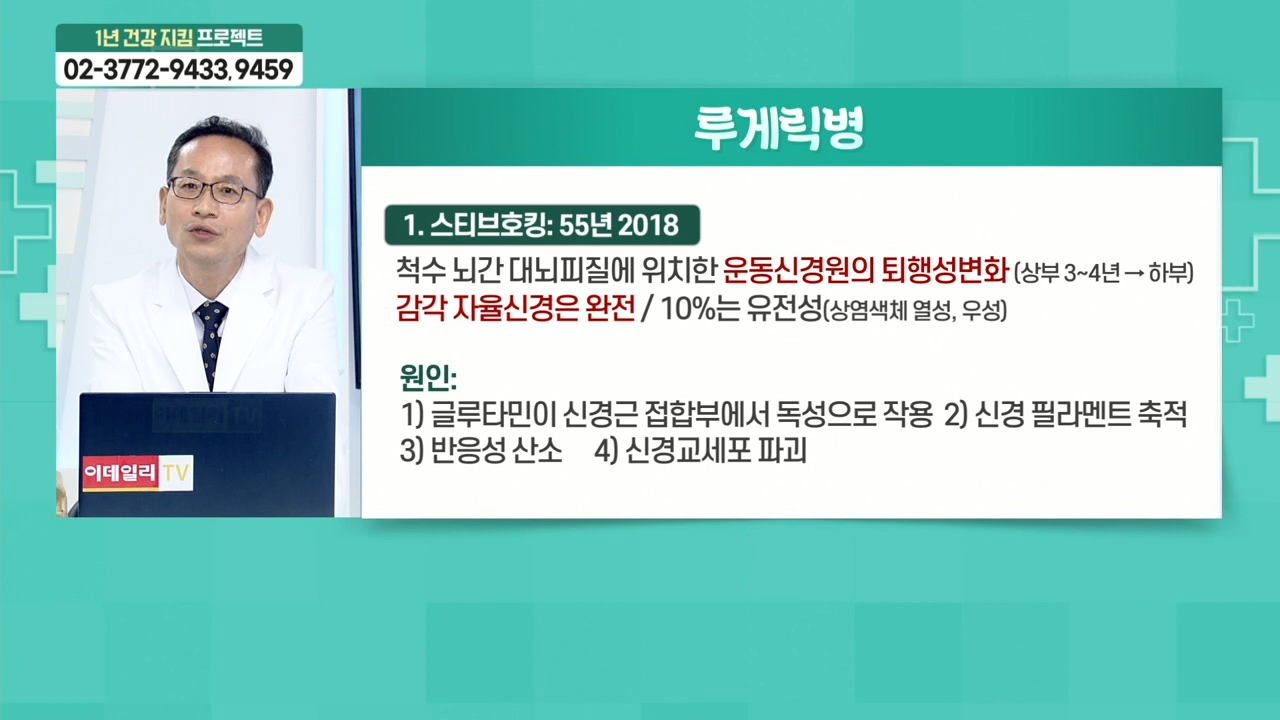 1년 건강 지킴 프로젝트
02-3772-9433, 9459
루게릭병
1. 스티브호킹: 55년 2018
척수 뇌간 대뇌피질에 위치한 운동신경원의 퇴행성변화 (상부 3~4년 → 하부)
감각 자율신경은 완전 / 10%는 유전성(상염색체 열성, 우성)
원인:
1) 글루타민이 신경근 접합부에서 독성으로 작용 2) 신경 필라멘트 축적
3) 반응성 산소 4) 신경교세포 파괴
이데일리 TV
이데일리 TV